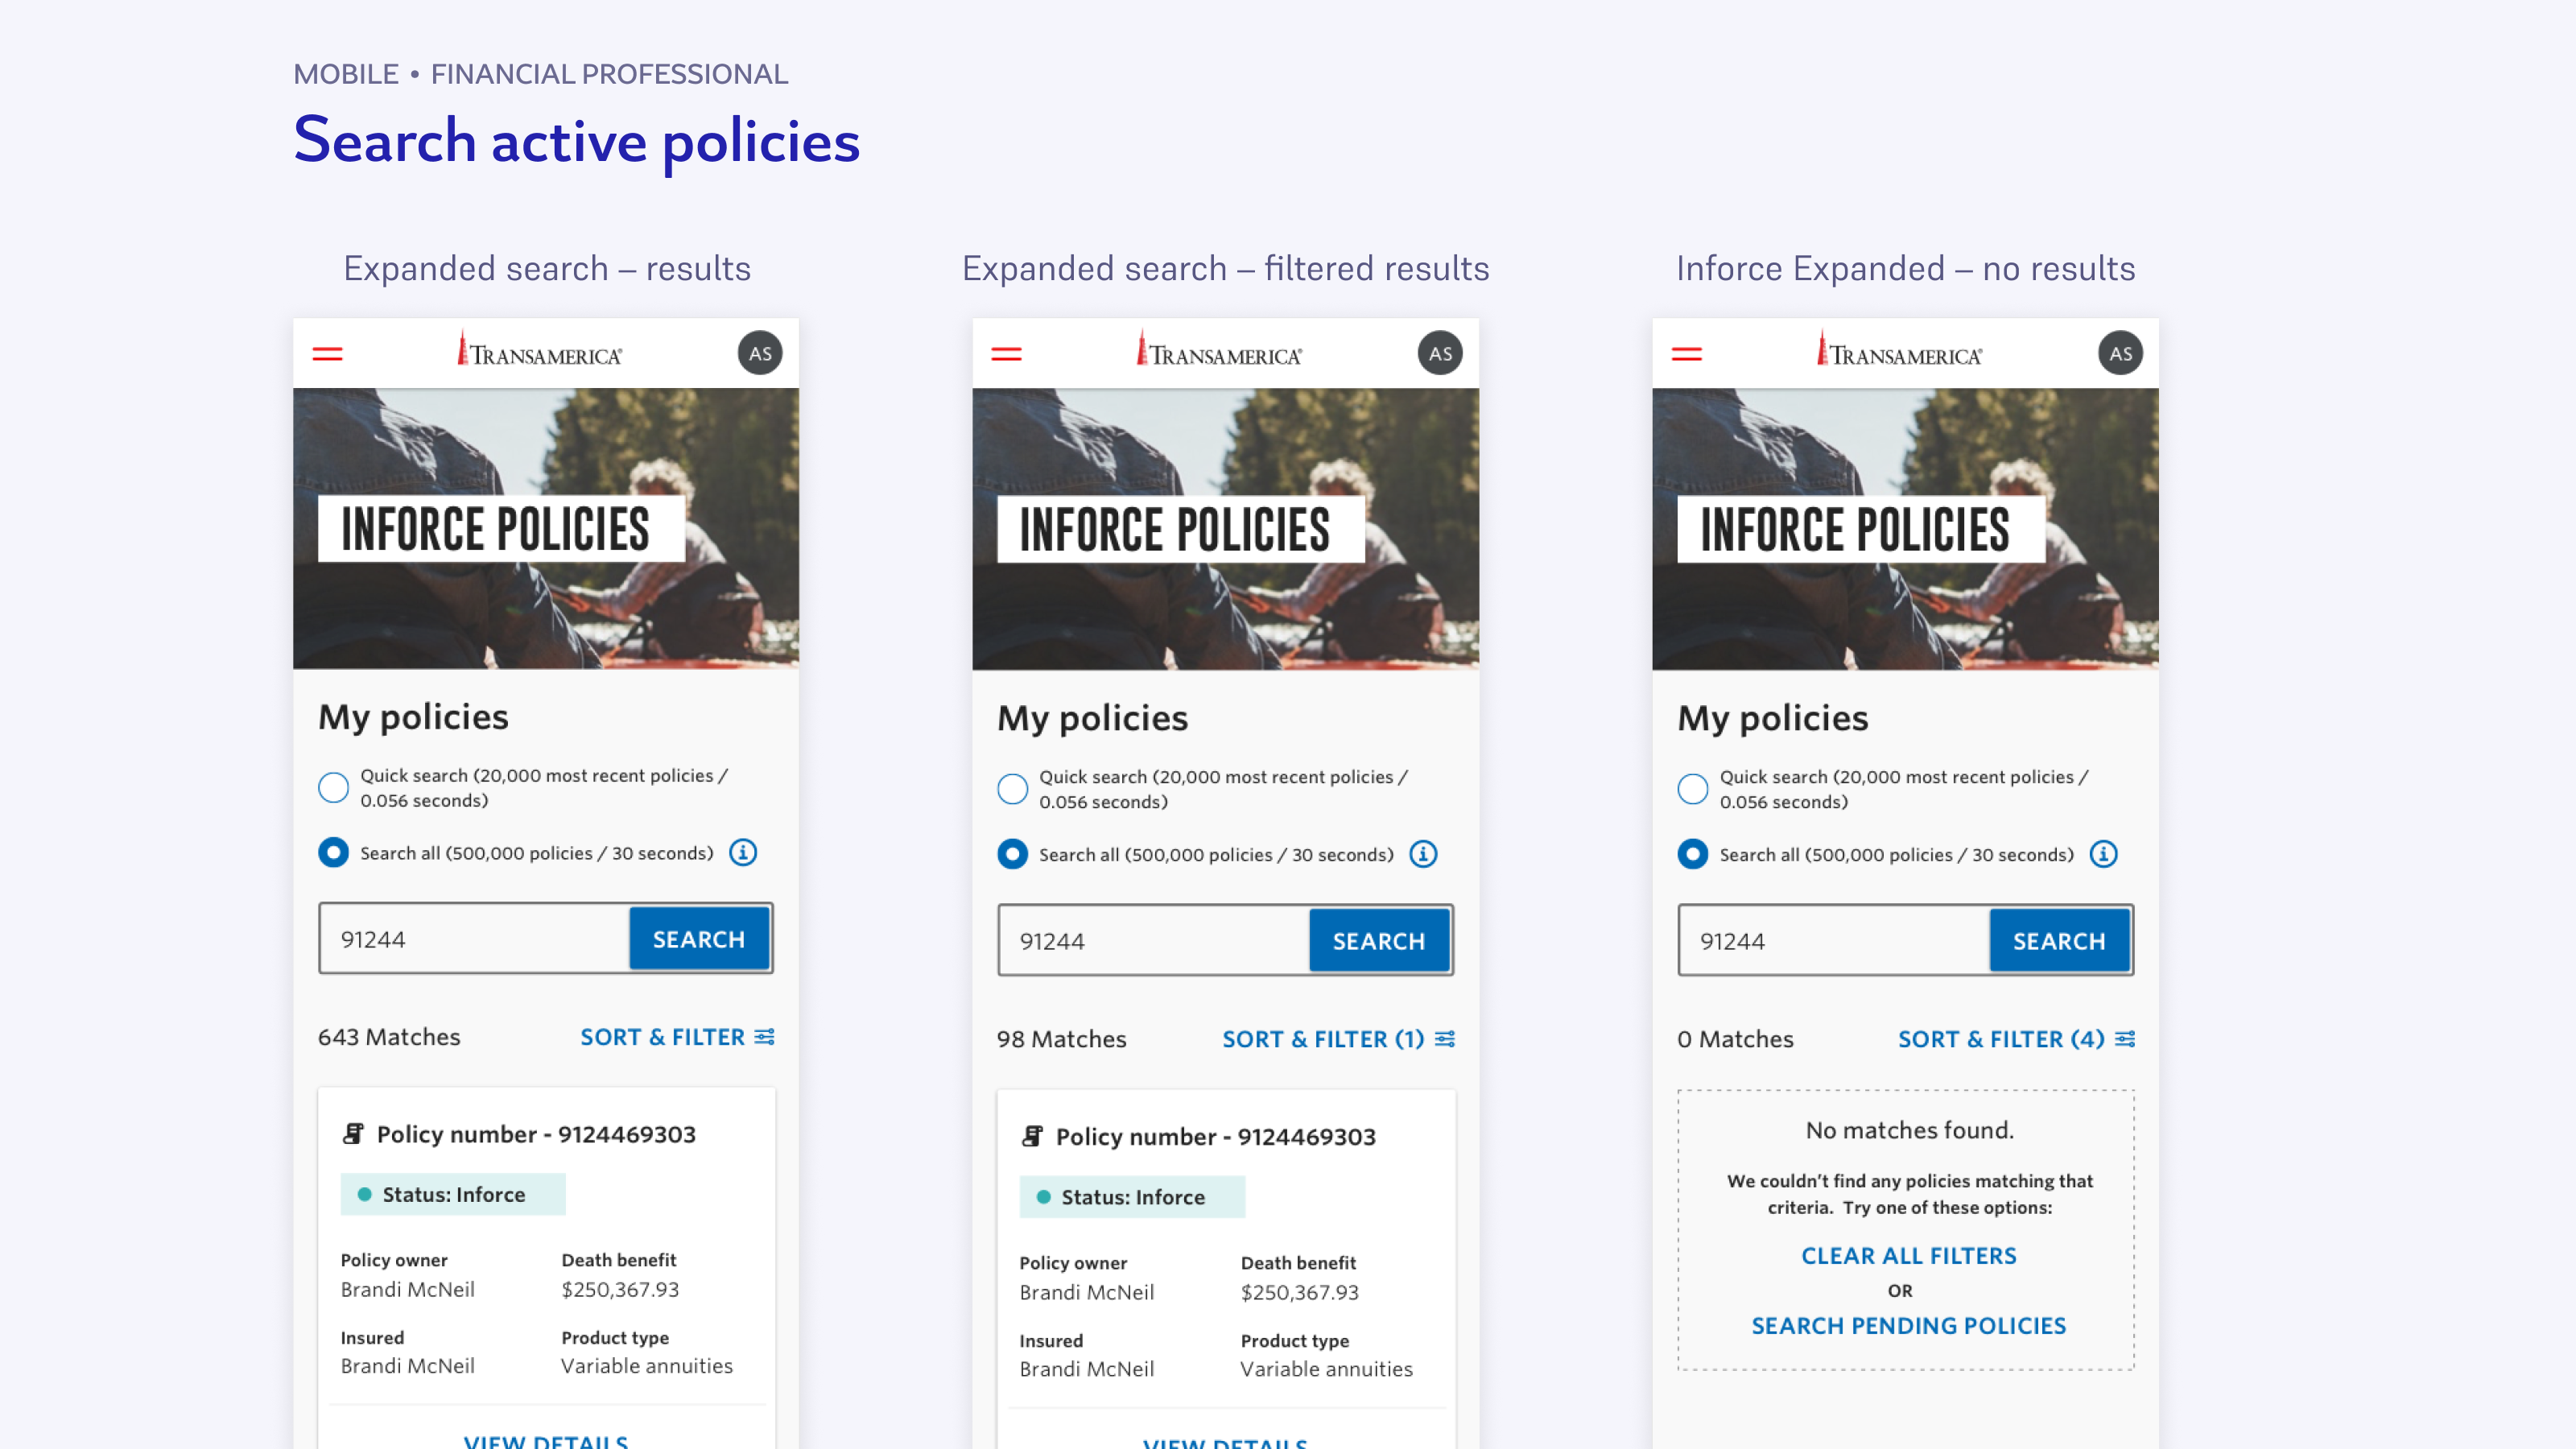 MOBILE • FINANCIAL PROFESSIONAL
Search active policies
Expanded search – results
TRANSAMERICA®
AS
INFORCE POLICIES
My policies
Quick search (20,000 most recent policies /
0.056 seconds)
Search all (500,000 policies / 30 seconds)
91244
SEARCH
643 Matches
SORT & FILTER
Policy number - 9124469303
Status: Inforce
Policy owner
Brandi McNeil
Death benefit
$250,367.93
Insured
Brandi McNeil
Product type
Variable annuities
VIEW DETAILS
Expanded search – filtered results
TRANSAMERICA®
AS
INFORCE POLICIES
My policies
Quick search (20,000 most recent policies /
0.056 seconds)
Search all (500,000 policies / 30 seconds)
91244
SEARCH
98 Matches
SORT & FILTER (1)
Policy number - 9124469303
Status: Inforce
Policy owner
Brandi McNeil
Death benefit
$250,367.93
Insured
Brandi McNeil
Product type
Variable annuities
VIEW DETAILS
Inforce Expanded – no results
TRANSAMERICA®
AS
INFORCE POLICIES
My policies
Quick search (20,000 most recent policies /
0.056 seconds)
Search all (500,000 policies / 30 seconds)
91244
SEARCH
0 Matches
SORT & FILTER (4)
No matches found.
We couldn't find any policies matching that
criteria. Try one of these options:
CLEAR ALL FILTERS
OR
SEARCH PENDING POLICIES